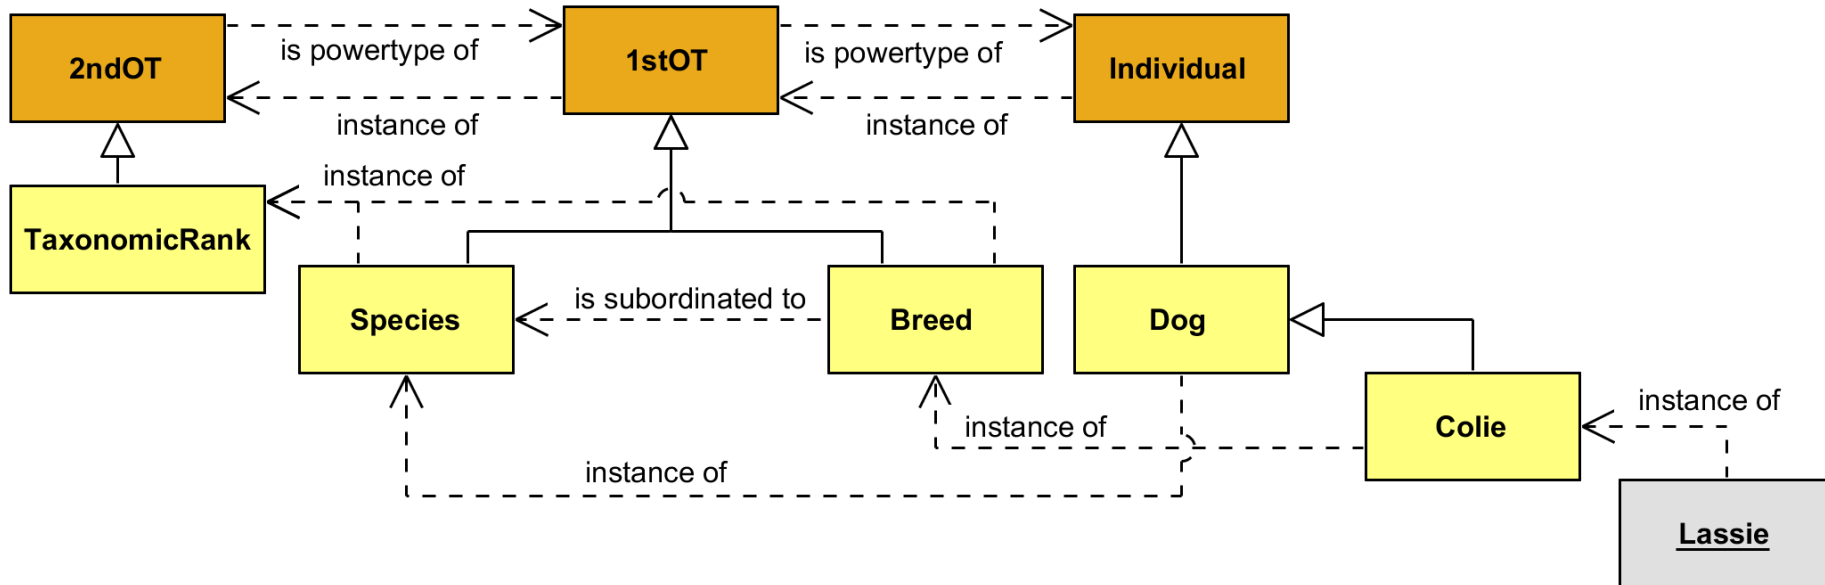 2ndOT
is powertype of
1stOT
is powertype of
Individual
instance of
instance of
instance of
TaxonomicRank
Species
is subordinated to
Breed
Dog
instance of
Colie
instance of
instance of
Lassie